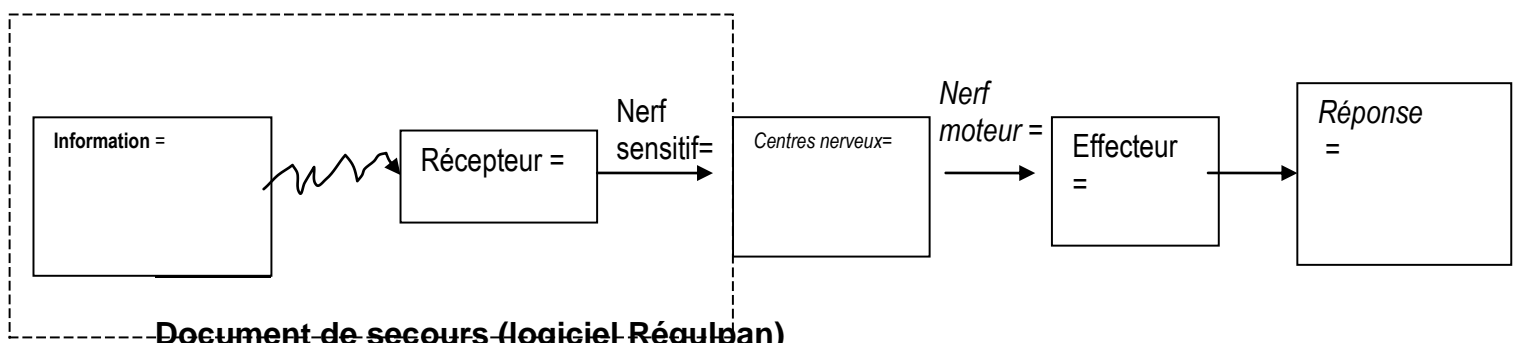 Information =
Récepteur =
Nerf
sensitif=
Centres nerveux=
Nerf
moteur =
Effecteur
=
Réponse
=
Document de secours (logiciel Régulpan)